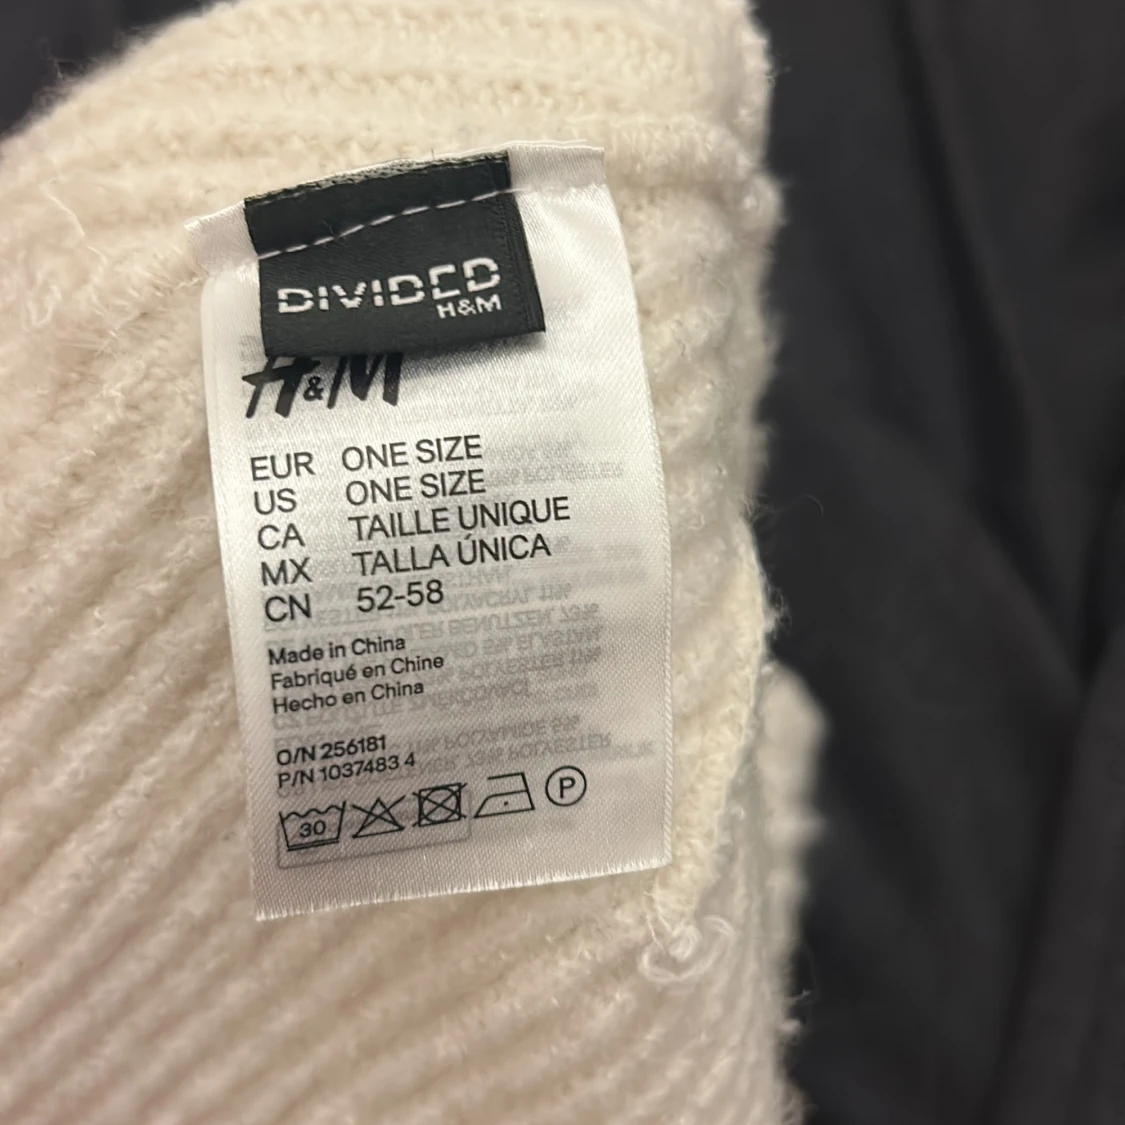 DIVIDED
H&M
H&M
EUR ONE SIZE
US ONE SIZE
CA TAILLE UNIQUE
MX TALLA ÚNICA
CN 52-58
Made in China
Fabriqué en Chine
Hecho en China
O/N 256181
P/N 1037483 4
30 P